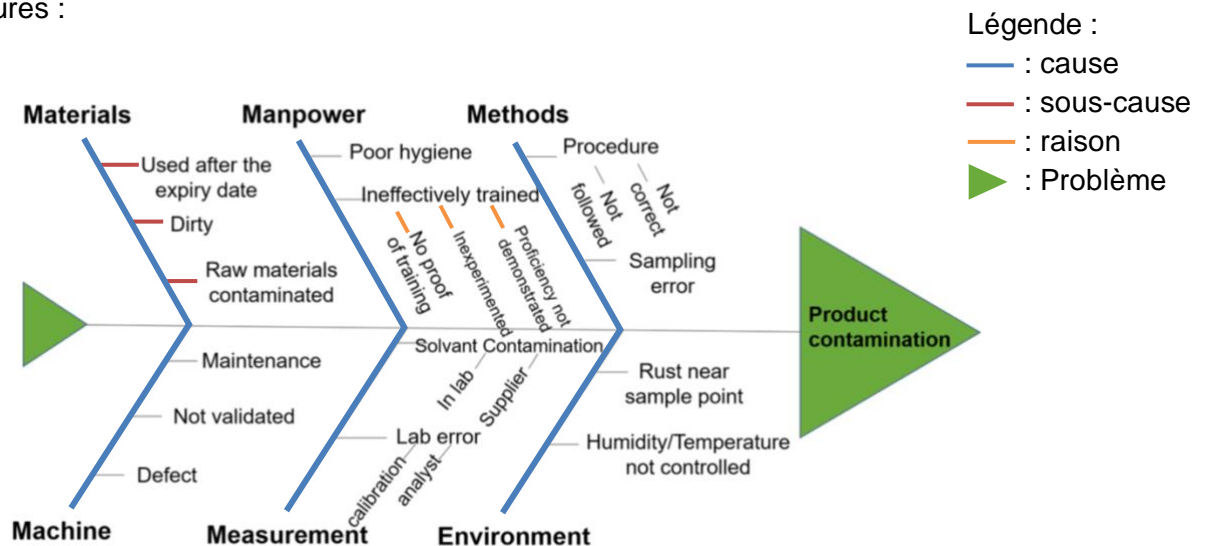 ures :
Légende :
: cause
: sous-cause
: raison
: Problème
Materials
Manpower
Methods
Used after the
expiry date
Dirty
Raw materials
contaminated
Poor hygiene
Ineffectively trained
No proof
of training
Inexperimented
Proficiency not
demonstrated
Procedure
Not
followed
Not
correct
Sampling
error
Product
contamination
Maintenance
Not validated
Defect
Solvant Contamination
In lab
Supplier
Lab error
calibration
analyst
Rust near
sample point
Humidity/Temperature
not controlled
Machine
Measurement
Environment